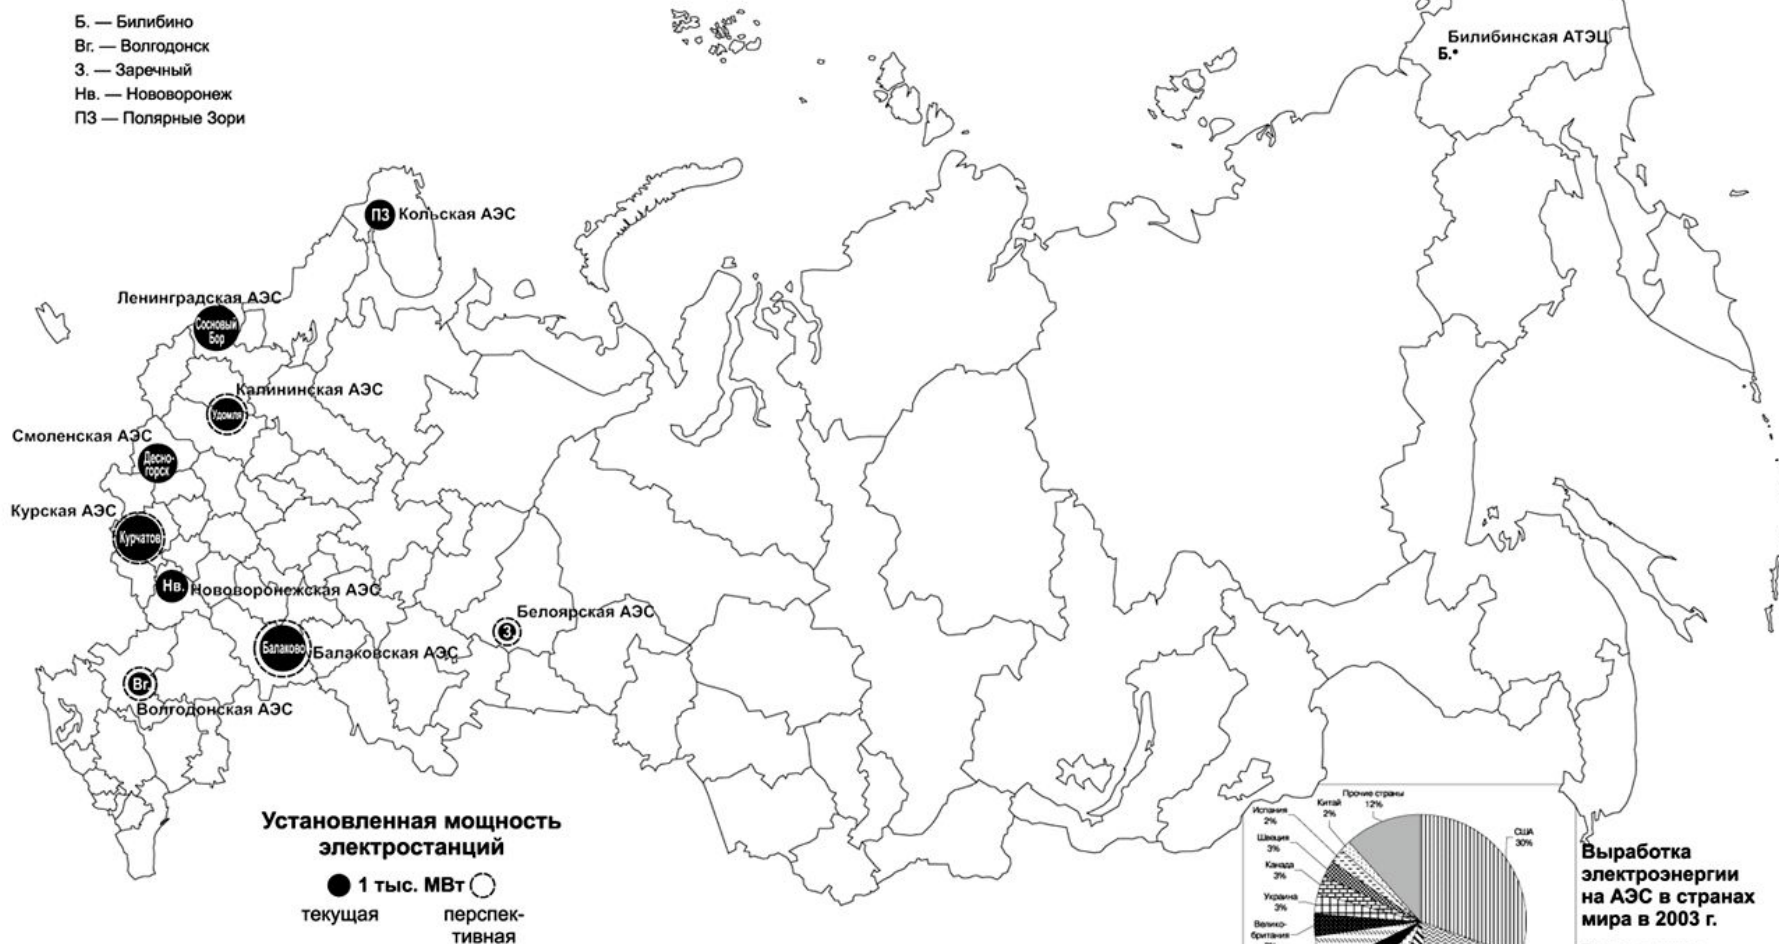 Б. — Билибино
Вг. — Волгодонск
З. — Заречный
Нв. — Нововоронеж
ПЗ — Полярные Зори
Билибинская АТЭЦ
Б.
ПЗ
Кольская АЭС
Ленинградская АЭС
Сосновый
Бор
Калининская АЭС
Удомля
Смоленская АЭС
Десно-
горск
Курская АЭС
Курчатов
Нв.
Нововоронежская АЭС
Белоярская АЭС
З
Балаково
Балаковская АЭС
Вг.
Волгодонская АЭС
Установленная мощность
электростанций
1 тыс. МВт
текущая
перспек-
тивная
Прочие страны
12%
Китай
2%
Испания
2%
Швеция
3%
Канада
3%
Украина
3%
Велико-
британия
США
30%
Выработка
электроэнергии
на АЭС в странах
мира в 2003 г.